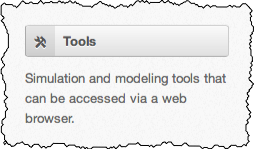 Tools
Simulation and modeling tools that
can be accessed via a web
browser.